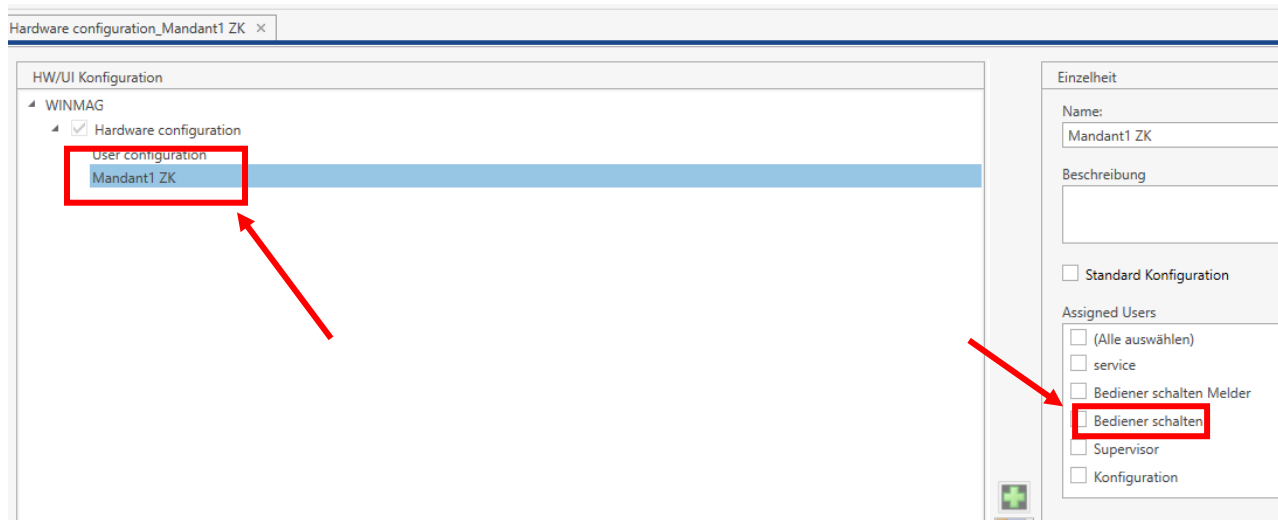 Hardware configuration_Mandant1 ZK
HW/UI Konfiguration
WINMAG
Hardware configuration
User configuration
Mandant1 ZK
Einzelheit
Name:
Mandant1 ZK
Beschreibung
Standard Konfiguration
Assigned Users
(Alle auswählen)
service
Bediener schalten Melder
Bediener schalten
Supervisor
Konfiguration